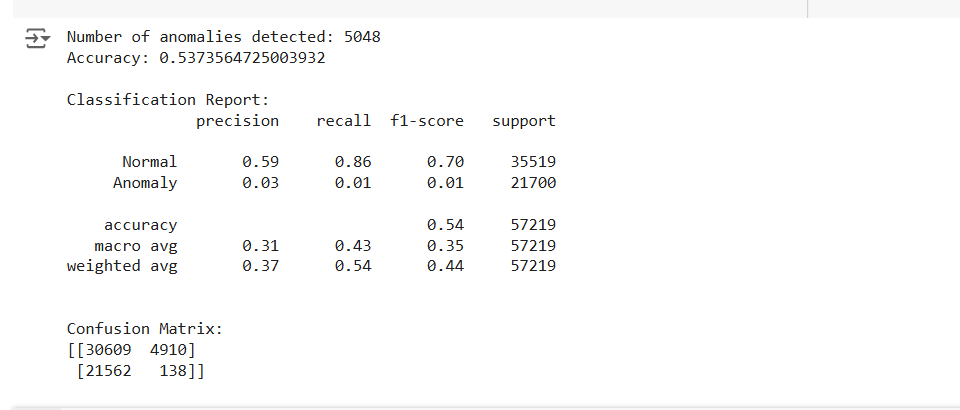 Number of anomalies detected: 5048
Accuracy: 0.5373564725003932
Classification Report:
precision recall f1-score support
Normal 0.59 0.86 0.70 35519
Anomaly 0.03 0.01 0.01 21700
accuracy 0.54 57219
macro avg 0.31 0.43 0.35 57219
weighted avg 0.37 0.54 0.44 57219
Confusion Matrix:
[[30609 4910]
[21562 138]]